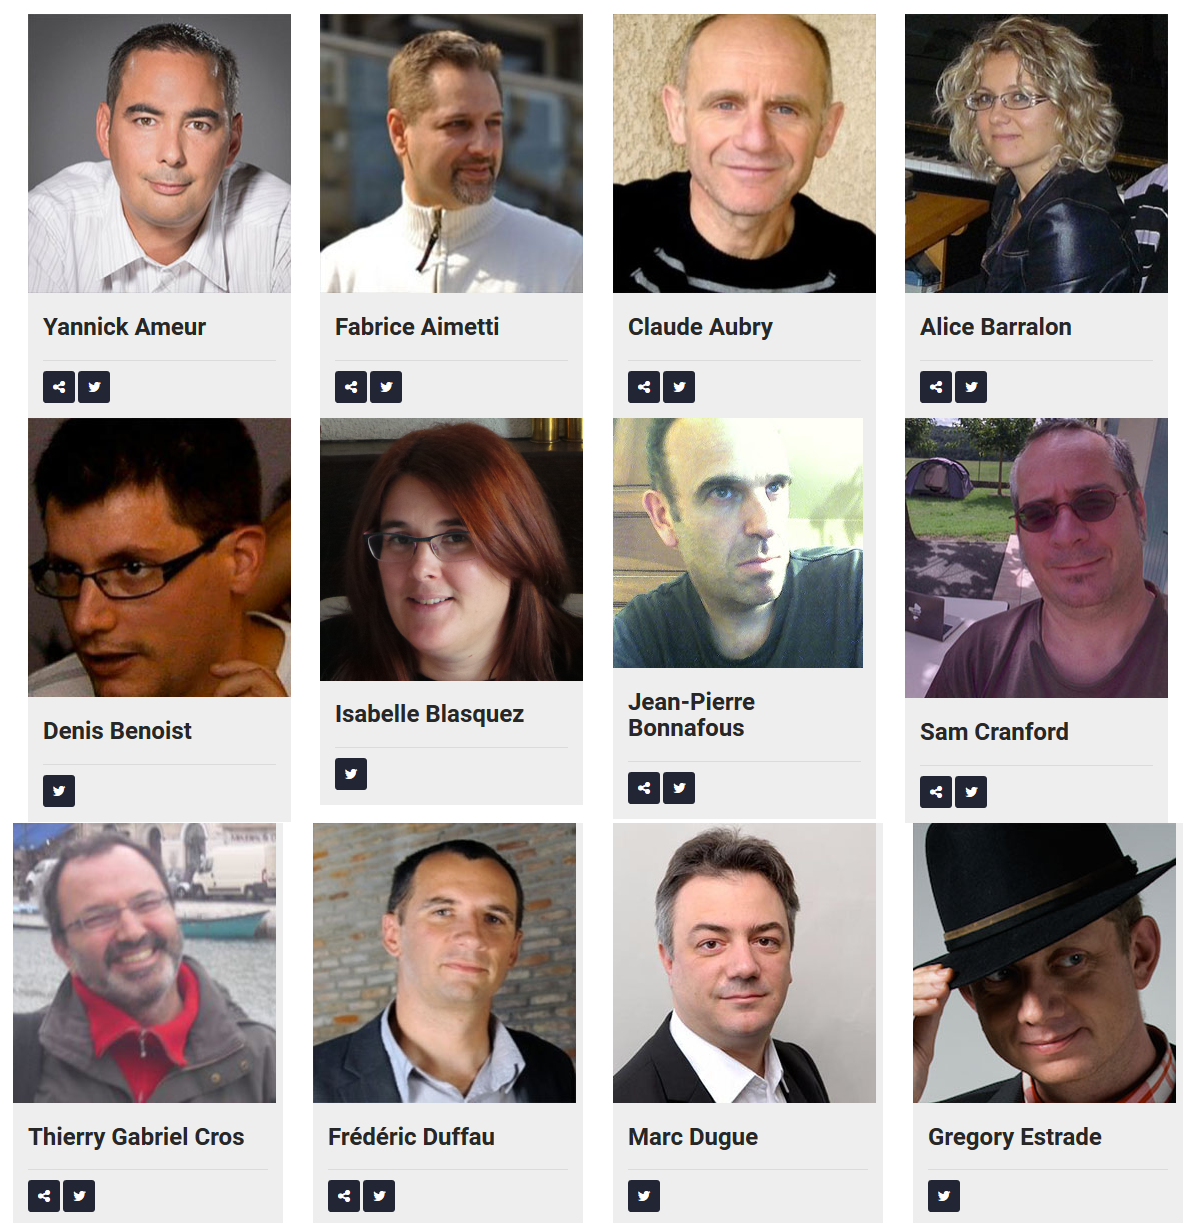 Yannick Ameur
Fabrice Aimetti
Claude Aubry
Alice Barralon
Denis Benoist
Isabelle Blasquez
Jean-Pierre
Bonnafous
Sam Cranford
Thierry Gabriel Cros
Frédéric Duffau
Marc Dugue
Gregory Estrade